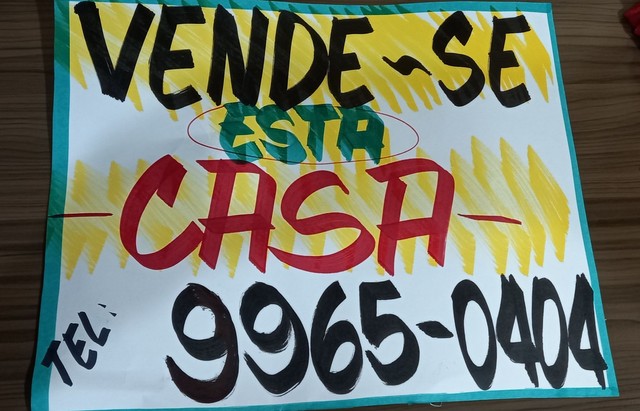 VENDE~SE
ESTA
-CASA-
TEL: 9965-0404